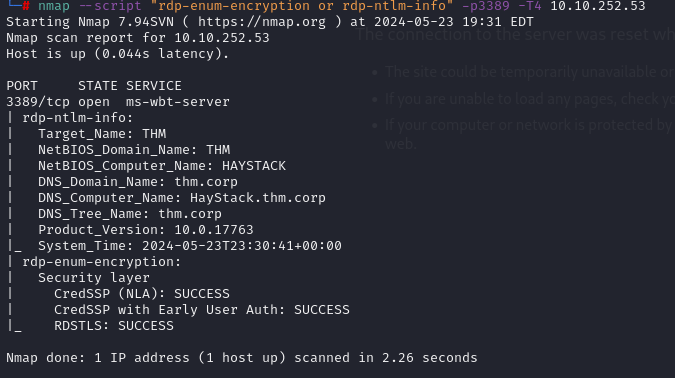 └─# nmap --script "rdp-enum-encryption or rdp-ntlm-info" -p3389 -T4 10.10.252.53
Starting Nmap 7.94SVN ( https://nmap.org ) at 2024-05-23 19:31 EDT
The connection to the server was reset wh
Nmap scan report for 10.10.252.53
Host is up (0.044s latency).
The site could be temporarily unavailable or
PORT     STATE SERVICE
If you are unable to load any pages, check yo
3389/tcp open  ms-wbt-server
| rdp-ntlm-info:
If your computer or network is protected by
|   Target_Name: THM
web.
|   NetBIOS_Domain_Name: THM
|   NetBIOS_Computer_Name: HAYSTACK
|   DNS_Domain_Name: thm.corp
|   DNS_Computer_Name: HayStack.thm.corp
|   DNS_Tree_Name: thm.corp
|   Product_Version: 10.0.17763
|_  System_Time: 2024-05-23T23:30:41+00:00
| rdp-enum-encryption:
|   Security layer
|     CredSSP (NLA): SUCCESS
|     CredSSP with Early User Auth: SUCCESS
|_    RDSTLS: SUCCESS
Nmap done: 1 IP address (1 host up) scanned in 2.26 seconds